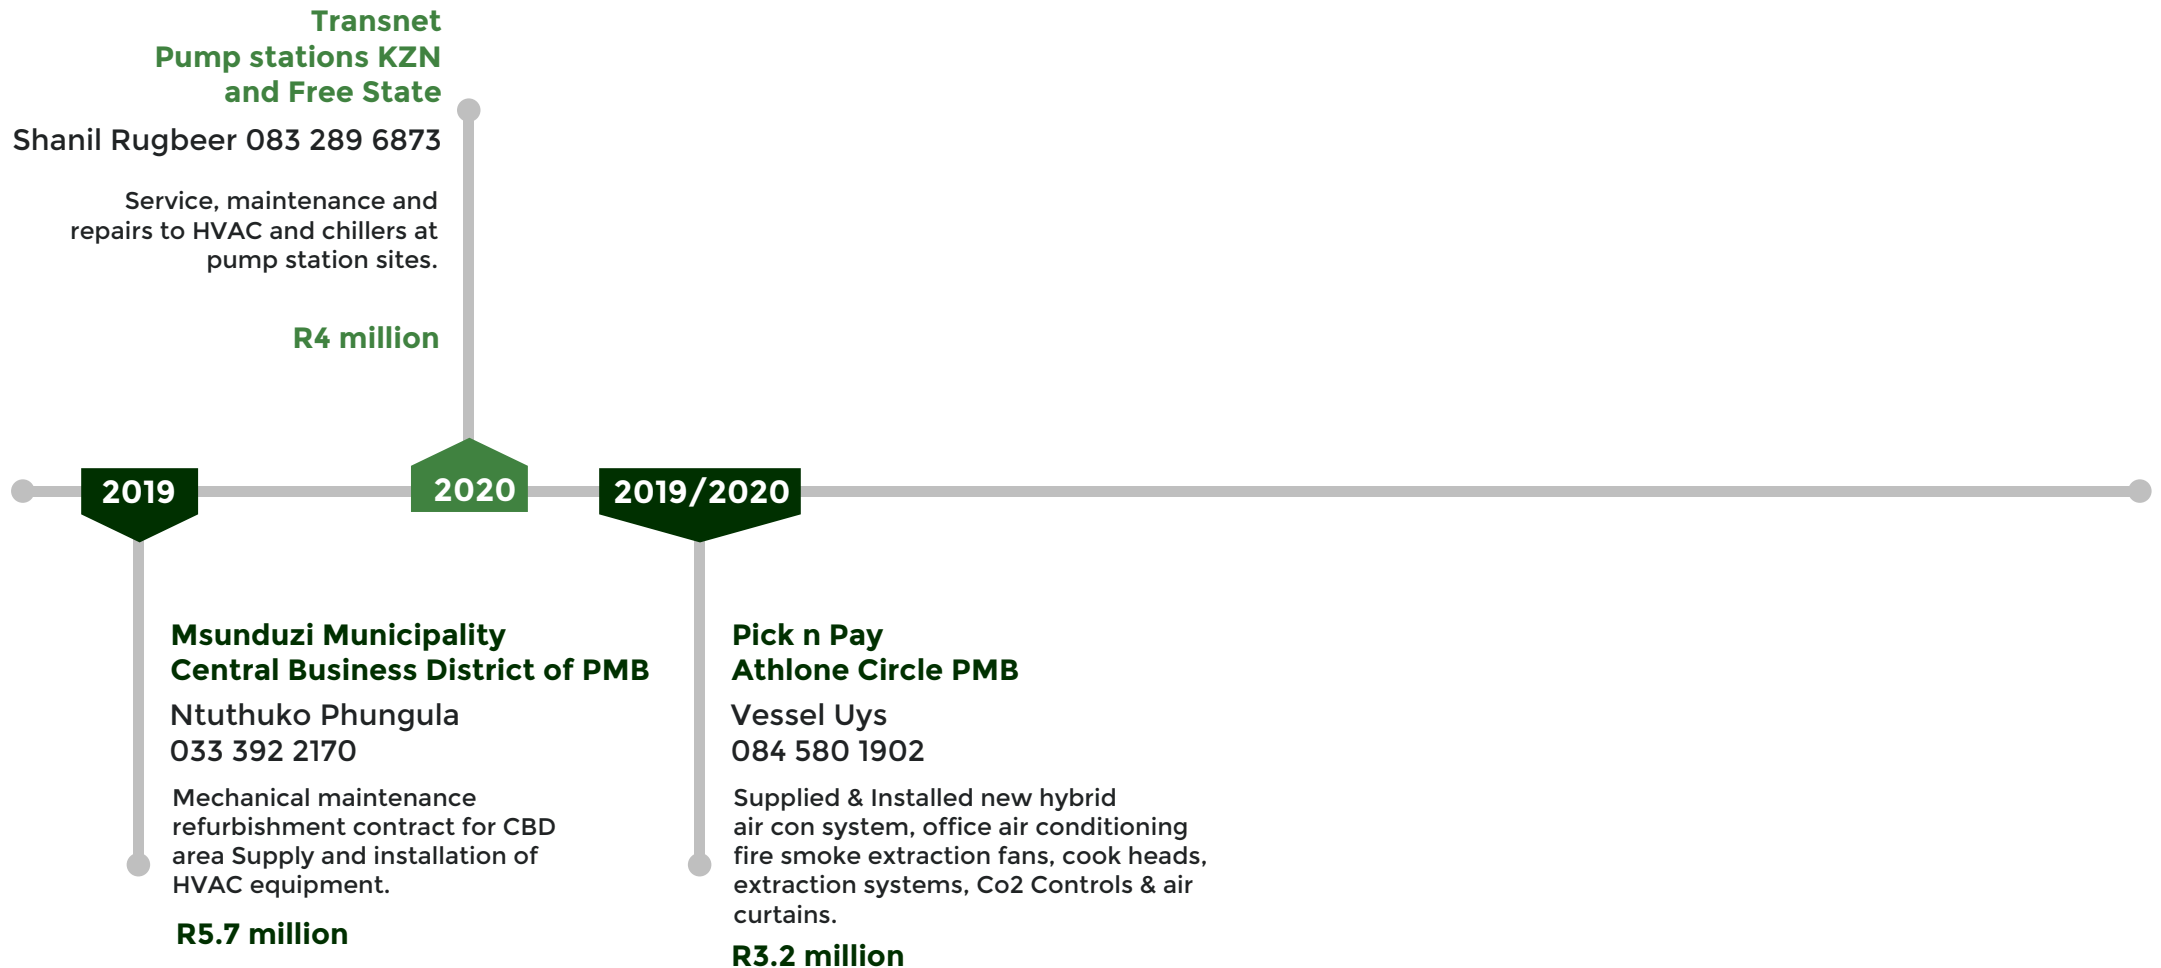 Transnet
Pump stations KZN
and Free State
Shanil Rugbeer 083 289 6873
Service, maintenance and
repairs to HVAC and chillers at
pump station sites.
R4 million
2019
2020
2019/2020
Msunduzi Municipality
Central Business District of PMB
Ntuthuko Phungula
033 392 2170
Mechanical maintenance
refurbishment contract for CBD
area Supply and installation of
HVAC equipment.
R5.7 million
Pick n Pay
Athlone Circle PMB
Vessel Uys
084 580 1902
Supplied & Installed new hybrid
air con system, office air conditioning
fire smoke extraction fans, cook heads,
extraction systems, Co2 Controls & air
curtains.
R3.2 million